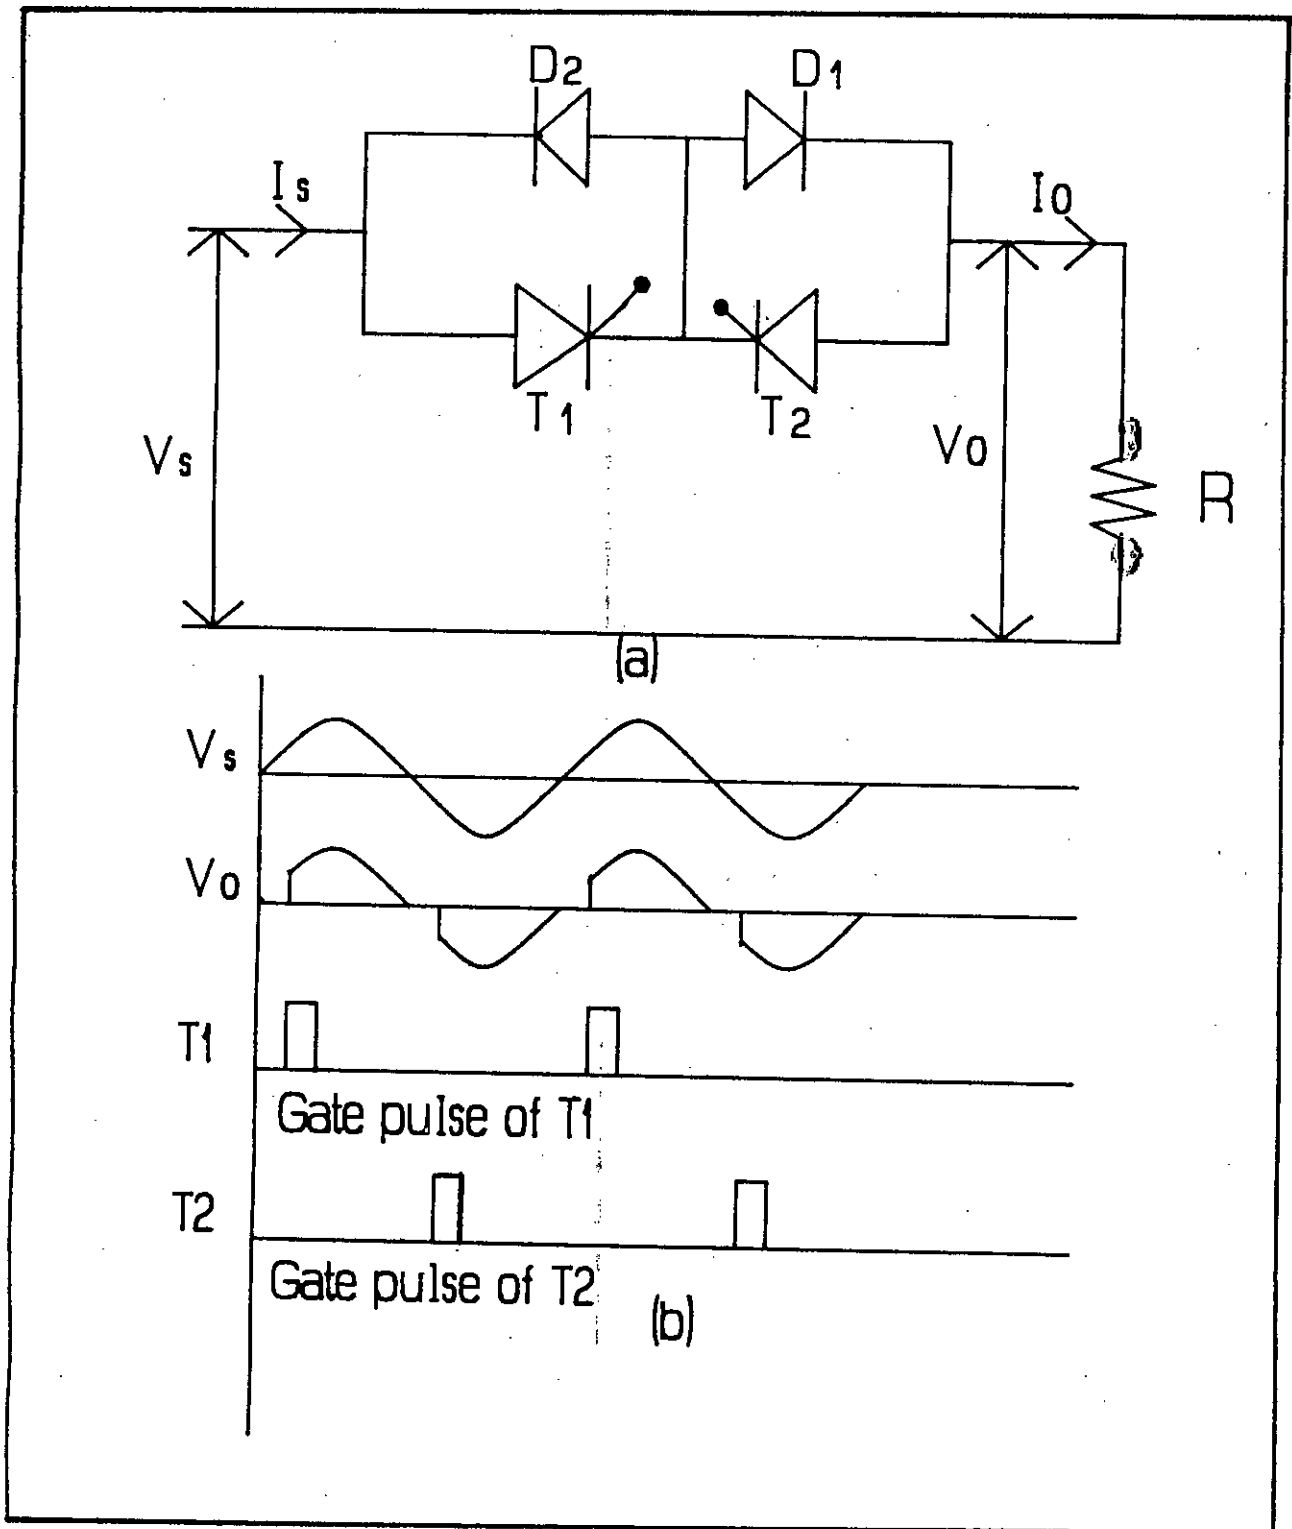 D2 D1
Is
Io
T1 T2
Vs
Vo
R
(a)
Vs
Vo
T1
Gate pulse of T1
T2
Gate pulse of T2
(b)